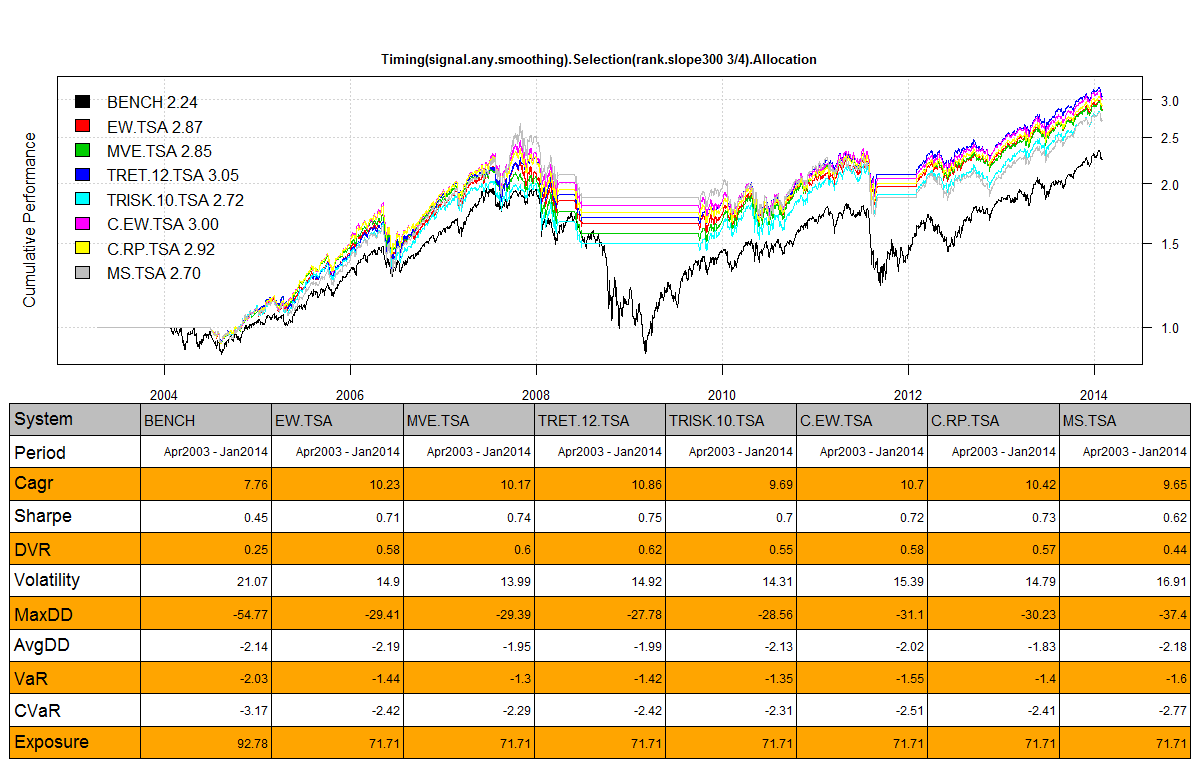 Timing(signal.any.smoothing).Selection(rank.slope300 3/4).Allocation
Cumulative Performance
BENCH 2.24
EW.TSA 2.87
MVE.TSA 2.85
TRET.12.TSA 3.05
TRISK.10.TSA 2.72
C.EW.TSA 3.00
C.RP.TSA 2.92
MS.TSA 2.70
3.0
2.5
2.0
1.5
1.0
2004 2006 2008 2010 2012 2014
System BENCH EW.TSA MVE.TSA TRET.12.TSA TRISK.10.TSA C.EW.TSA C.RP.TSA MS.TSA
Period Apr2003 - Jan2014 Apr2003 - Jan2014 Apr2003 - Jan2014 Apr2003 - Jan2014 Apr2003 - Jan2014 Apr2003 - Jan2014 Apr2003 - Jan2014 Apr2003 - Jan2014
Cagr 7.76 10.23 10.17 10.86 9.69 10.7 10.42 9.65
Sharpe 0.45 0.71 0.74 0.75 0.7 0.72 0.73 0.62
DVR 0.25 0.58 0.6 0.62 0.55 0.58 0.57 0.44
Volatility 21.07 14.9 13.99 14.92 14.31 15.39 14.79 16.91
MaxDD -54.77 -29.41 -29.39 -27.78 -28.56 -31.1 -30.23 -37.4
AvgDD -2.14 -2.19 -1.95 -1.99 -2.13 -2.02 -1.83 -2.18
VaR -2.03 -1.44 -1.3 -1.42 -1.35 -1.55 -1.4 -1.6
CVaR -3.17 -2.42 -2.29 -2.42 -2.31 -2.51 -2.41 -2.77
Exposure 92.78 71.71 71.71 71.71 71.71 71.71 71.71 71.71